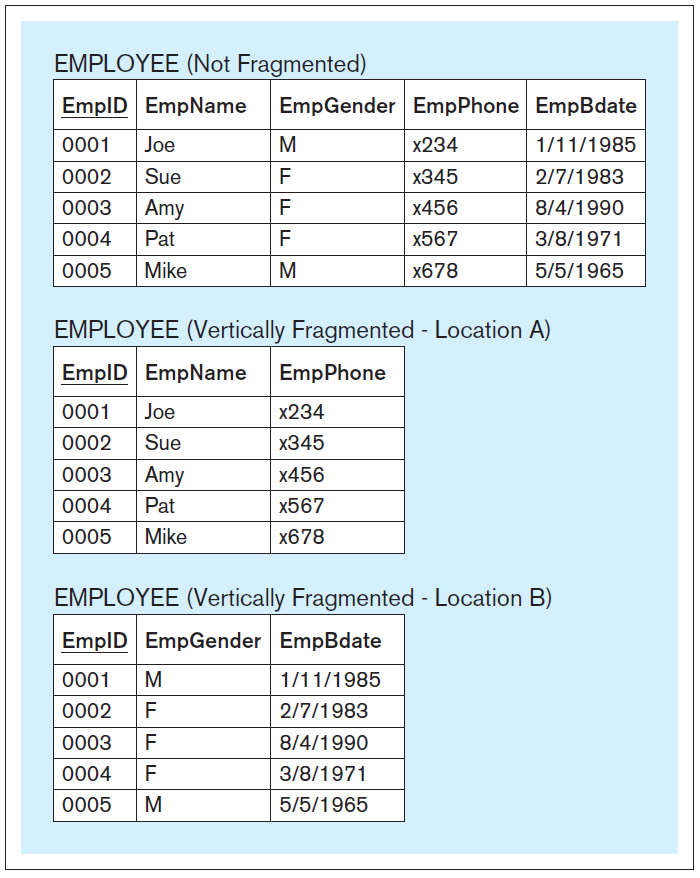 EMPLOYEE (Not Fragmented)
EmpID EmpName EmpGender EmpPhone EmpBdate
0001 Joe M x234 1/11/1985
0002 Sue F x345 2/7/1983
0003 Amy F x456 8/4/1990
0004 Pat F x567 3/8/1971
0005 Mike M x678 5/5/1965
EMPLOYEE (Vertically Fragmented - Location A)
EmpID EmpName EmpPhone
0001 Joe x234
0002 Sue x345
0003 Amy x456
0004 Pat x567
0005 Mike x678
EMPLOYEE (Vertically Fragmented - Location B)
EmpID EmpGender EmpBdate
0001 M 1/11/1985
0002 F 2/7/1983
0003 F 8/4/1990
0004 F 3/8/1971
0005 M 5/5/1965